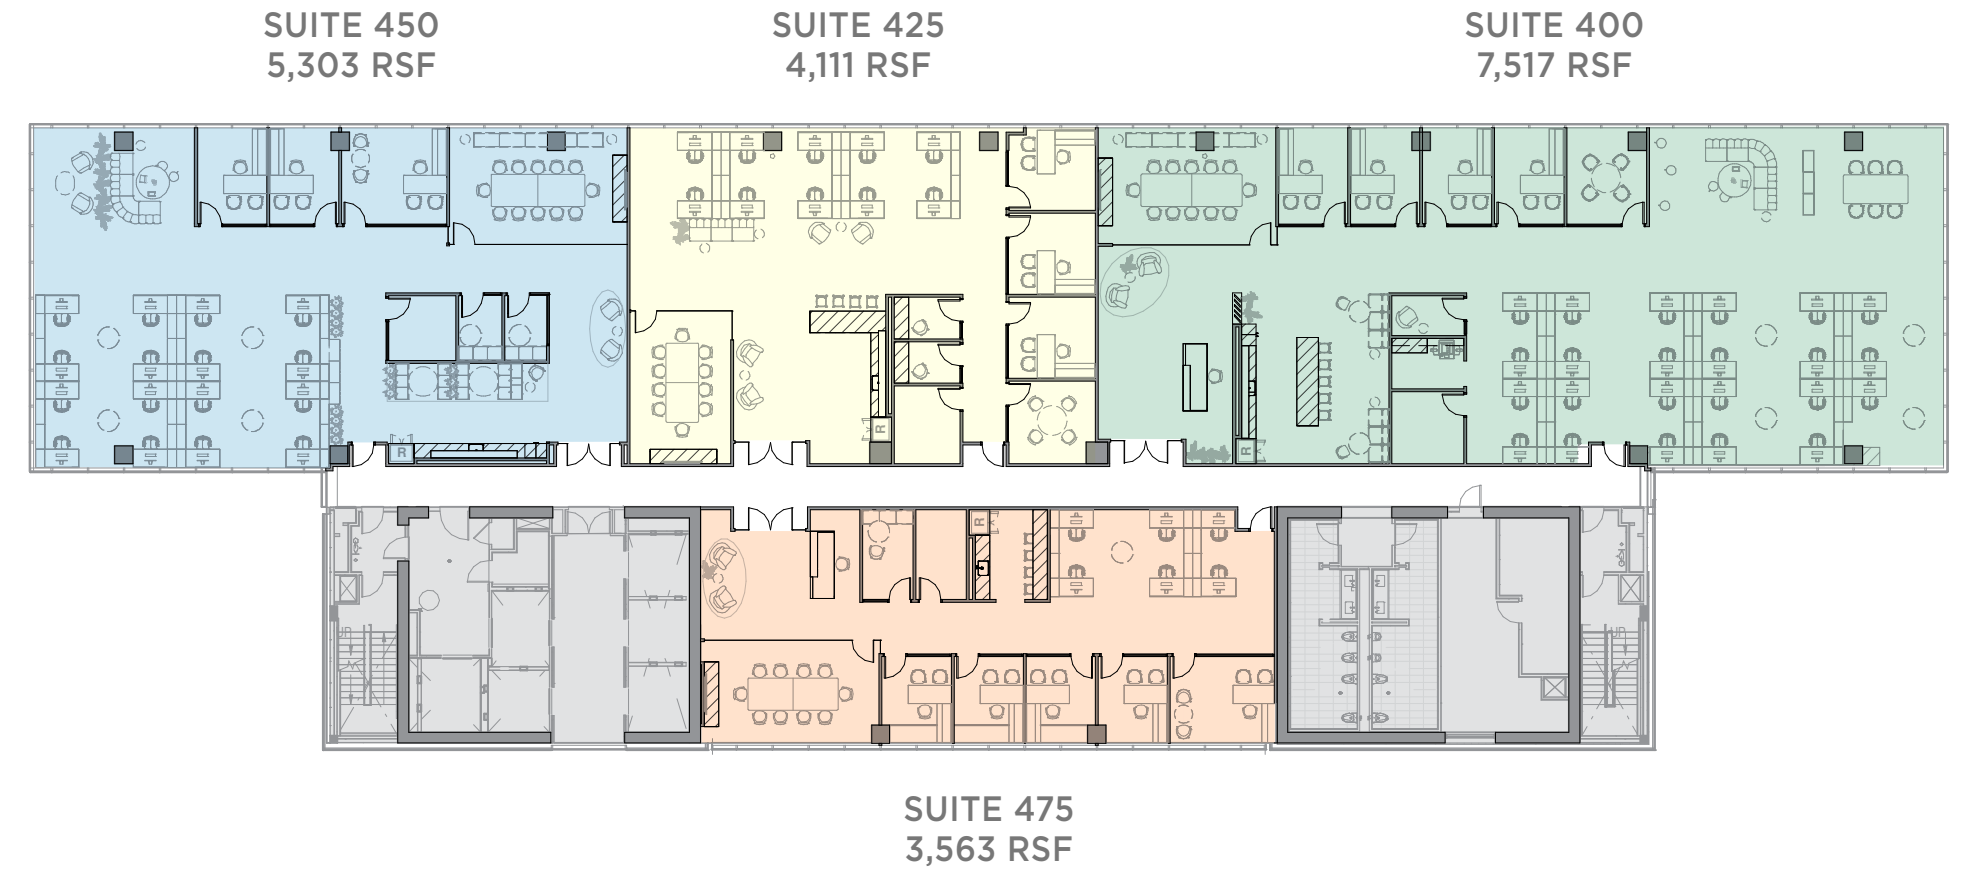 SUITE 450
5,303 RSF
SUITE 425
4,111 RSF
SUITE 400
7,517 RSF
R
R
R
R
SUITE 475
3,563 RSF